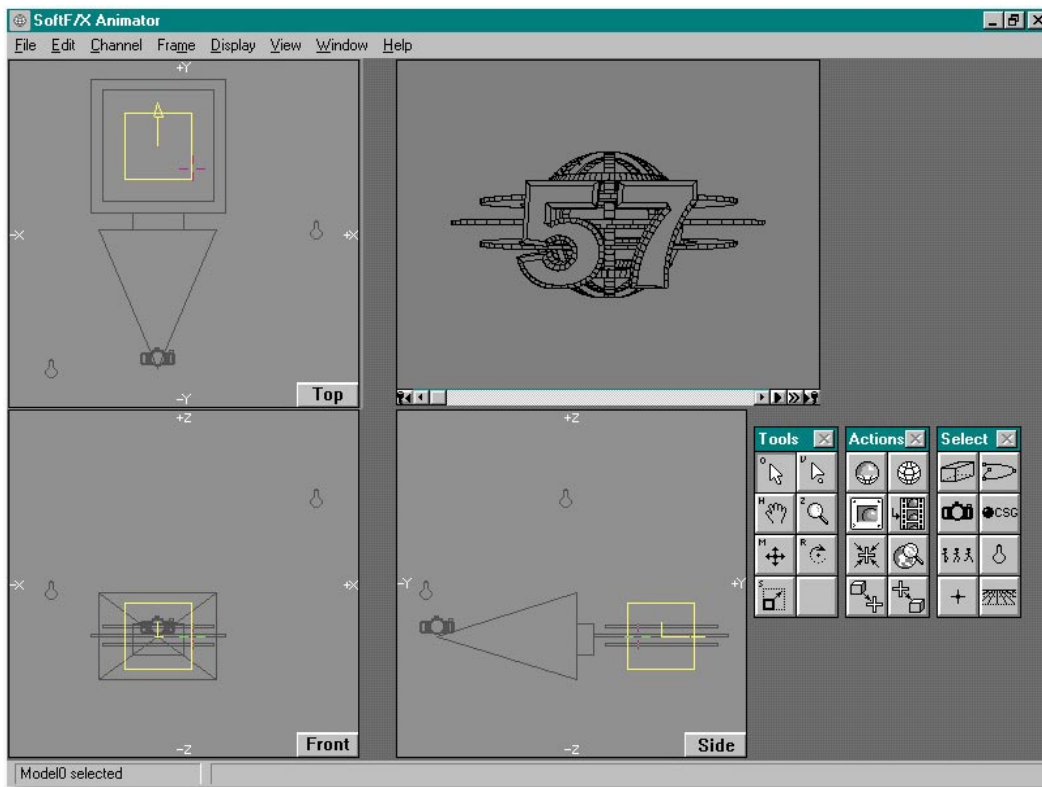 SoftF/X Animator
File Edit Channel Frame Display View Window Help
+Y
-X
+X
-Y
Top
57
+Z
-X
+X
-Z
Front
+Z
-Y
+Y
-Z
Side
Tools
O V
H Z
M R
S
Actions
Select
CSG
Model0 selected